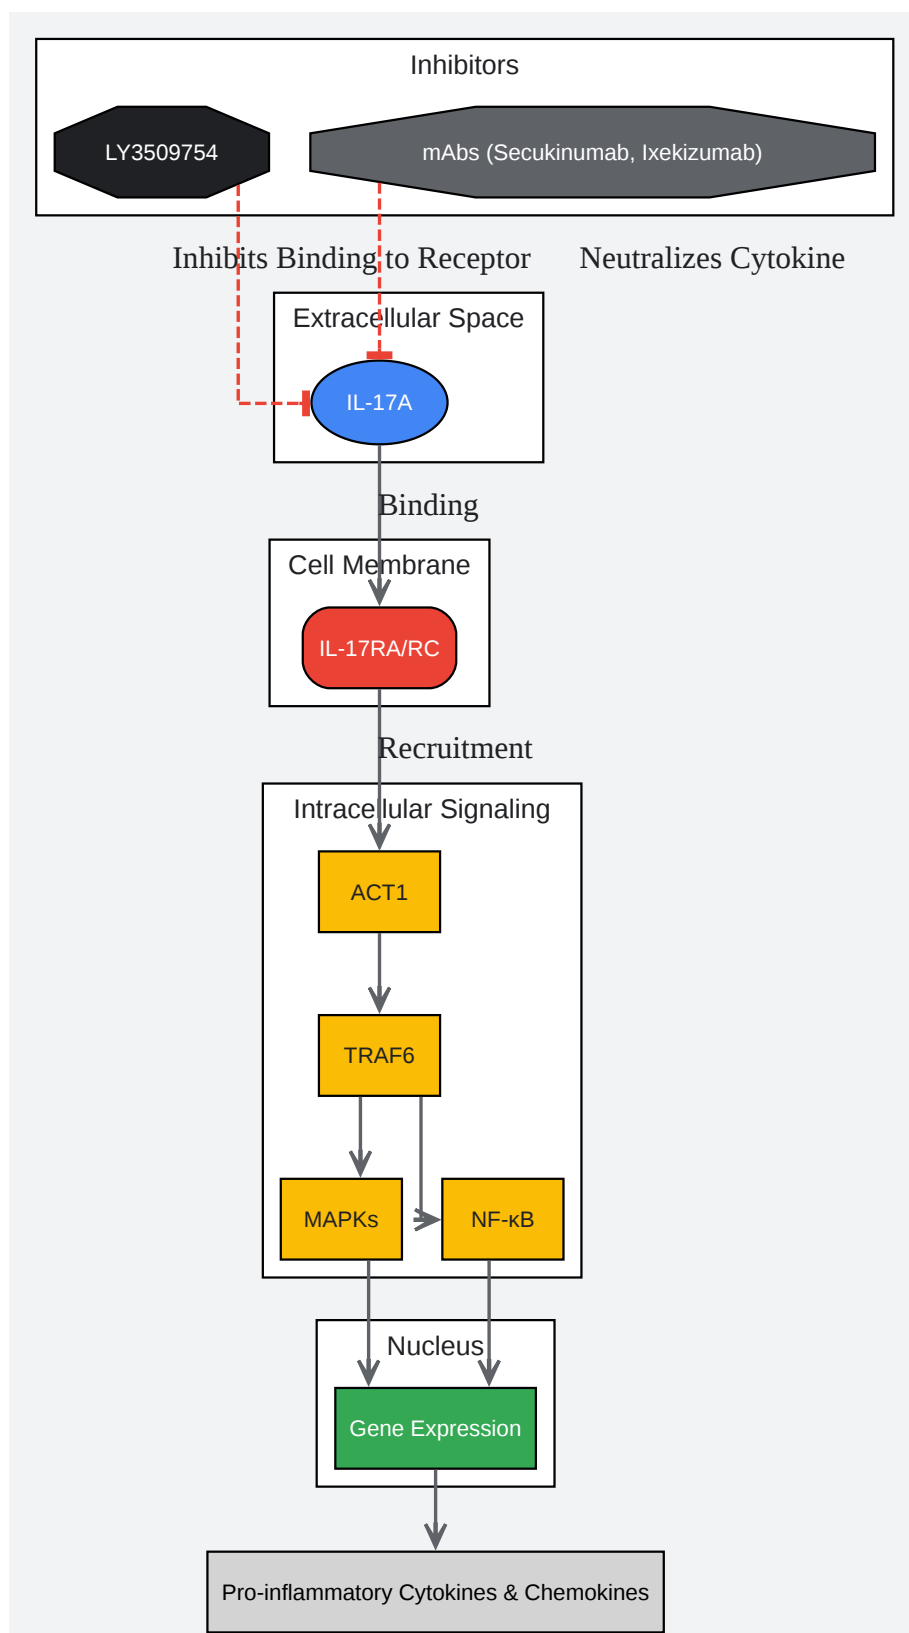 Inhibitors
LY3509754
mAbs (Secukinumab, Ixekizumab)
Inhibits Binding to Receptor
Neutralizes Cytokine
Extracellular Space
IL-17A
Binding
Cell Membrane
IL-17RA/RC
Recruitment
Intracellular Signaling
ACT1
TRAF6
MAPKs
NF-κB
Nucleus
Gene Expression
Pro-inflammatory Cytokines & Chemokines